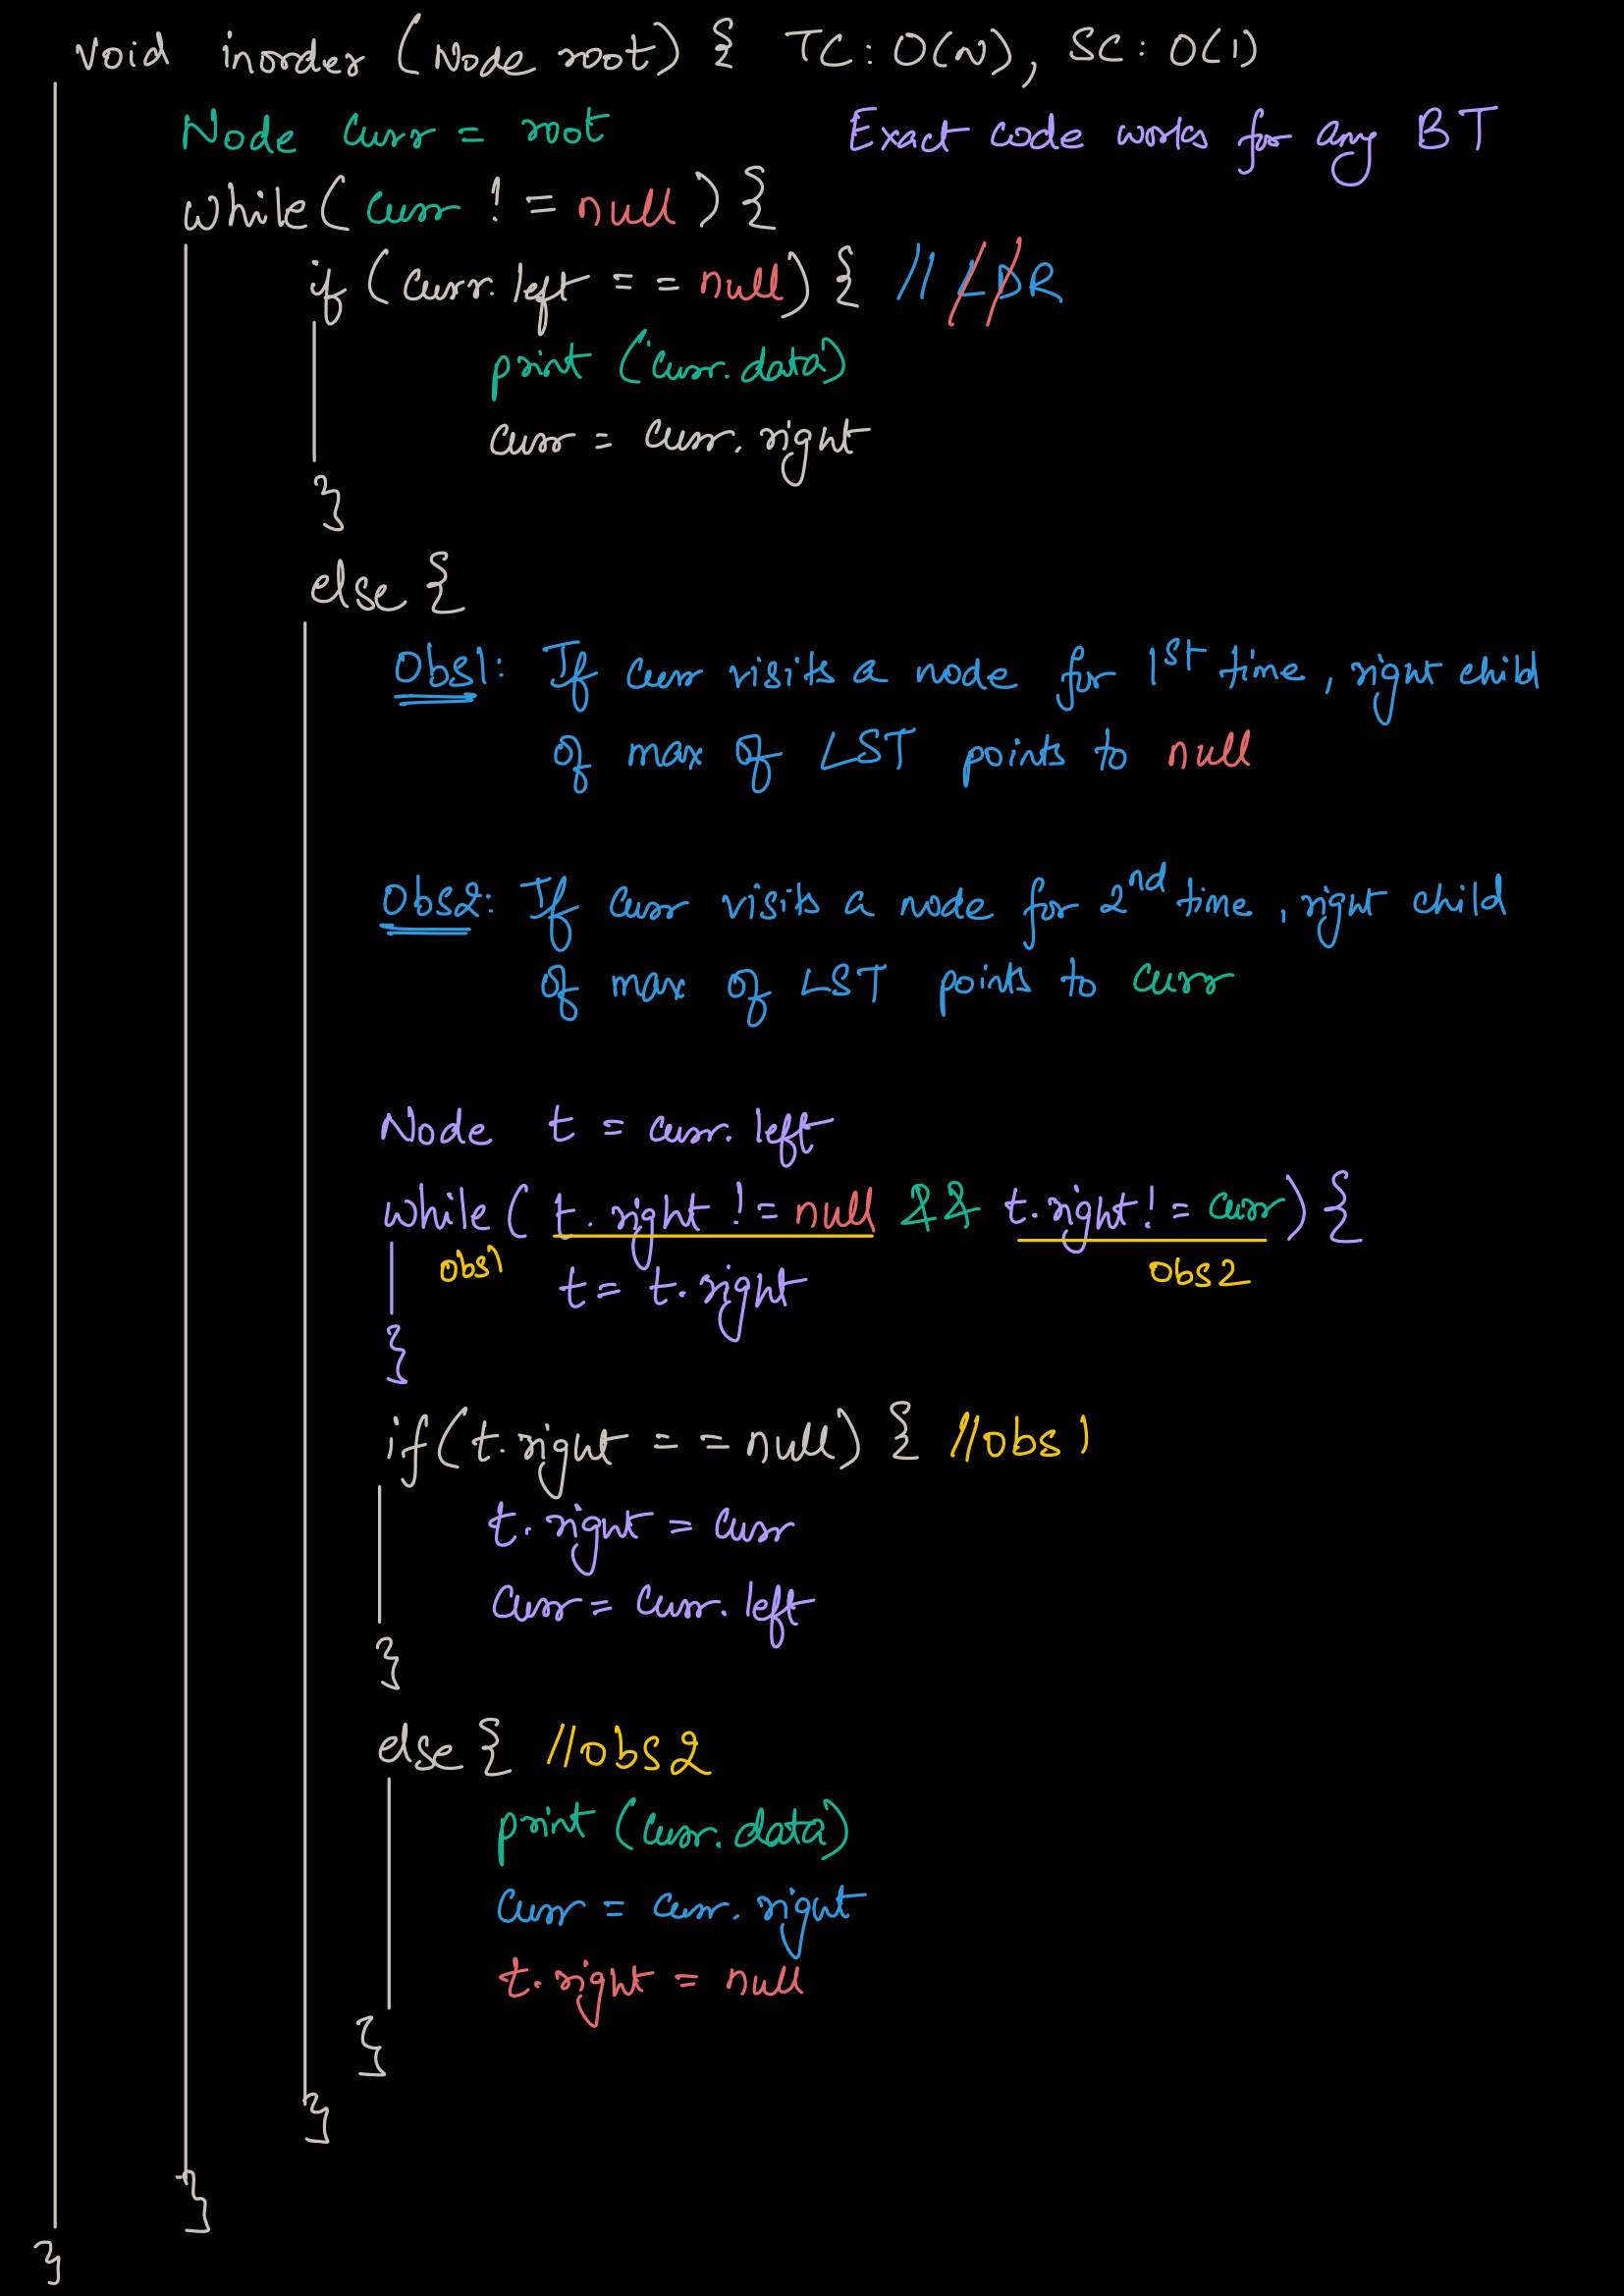 void inorder (Node root) { TC: O(N), SC: O(1)
Node curr = root Exact code works for any BT
while( curr != null ) {
if (curr.left == null) { // LDR
print (curr.data)
curr = curr.right
}
else {
Obs1: If curr visits a node for 1st time, right child
of max of LST points to null
Obs2: If curr visits a node for 2nd time, right child
of max of LST points to curr
Node t = curr.left
while ( t.right != null && t.right != curr) {
obs1 obs2
t = t.right
}
if(t.right == null) { //obs1
t.right = curr
curr = curr.left
}
else { //obs2
print (curr.data)
curr = curr.right
t.right = null
}
}
}
}